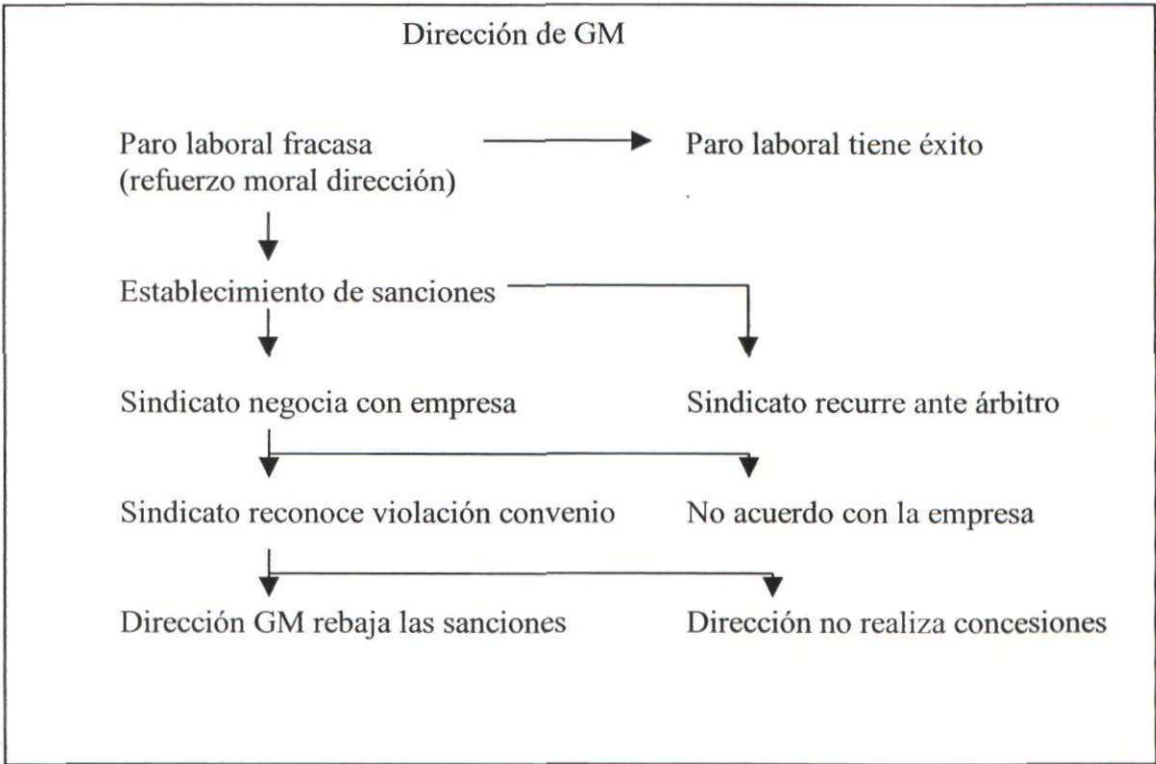 Dirección de GM
Paro laboral fracasa
(refuerzo moral dirección)
Paro laboral tiene éxito
Establecimiento de sanciones
Sindicato negocia con empresa
Sindicato recurre ante árbitro
Sindicato reconoce violación convenio
No acuerdo con la empresa
Dirección GM rebaja las sanciones
Dirección no realiza concesiones